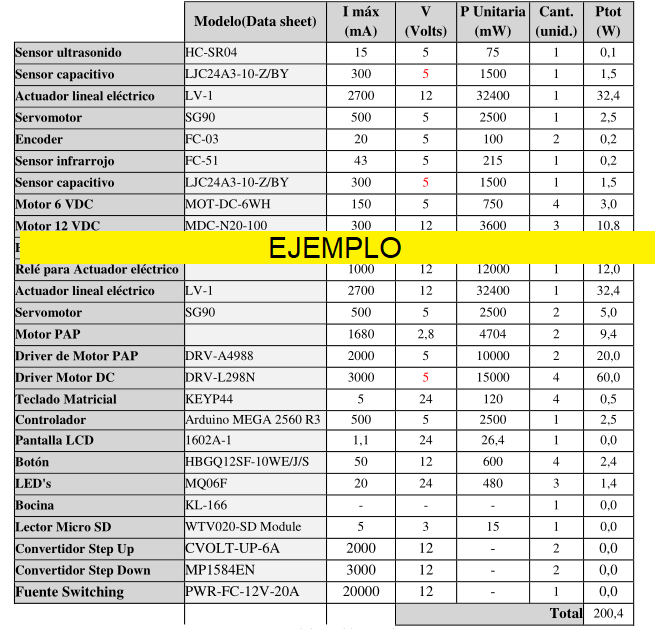 Modelo(Data sheet) I máx (mA) V (Volts) P Unitaria (mW) Cant. (unid.) Ptot (W)
Sensor ultrasonido HC-SR04 15 5 75 1 0,1
Sensor capacitivo LJC24A3-10-Z/BY 300 5 1500 1 1,5
Actuador lineal eléctrico LV-1 2700 12 32400 1 32,4
Servomotor SG90 500 5 2500 1 2,5
Encoder FC-03 20 5 100 2 0,2
Sensor infrarrojo FC-51 43 5 215 1 0,2
Sensor capacitivo LJC24A3-10-Z/BY 300 5 1500 1 1,5
Motor 6 VDC MOT-DC-6WH 150 5 750 4 3,0
Motor 12 VDC MDC-N20-100 300 12 3600 3 10,8
EJEMPLO
Relé para Actuador eléctrico 1000 12 12000 1 12,0
Actuador lineal eléctrico LV-1 2700 12 32400 1 32,4
Servomotor SG90 500 5 2500 2 5,0
Motor PAP 1680 2,8 4704 2 9,4
Driver de Motor PAP DRV-A4988 2000 5 10000 2 20,0
Driver Motor DC DRV-L298N 3000 5 15000 4 60,0
Teclado Matricial KEYP44 5 24 120 4 0,5
Controlador Arduino MEGA 2560 R3 500 5 2500 1 2,5
Pantalla LCD 1602A-1 1,1 24 26,4 1 0,0
Botón HBGQ12SF-10WE/J/S 50 12 600 4 2,4
LED's MQ06F 20 24 480 3 1,4
Bocina KL-166 - - - 1 0,0
Lector Micro SD WTV020-SD Module 5 3 15 1 0,0
Convertidor Step Up CVOLT-UP-6A 2000 12 - 2 0,0
Convertidor Step Down MP1584EN 3000 12 - 2 0,0
Fuente Switching PWR-FC-12V-20A 20000 12 - 1 0,0
Total 200,4